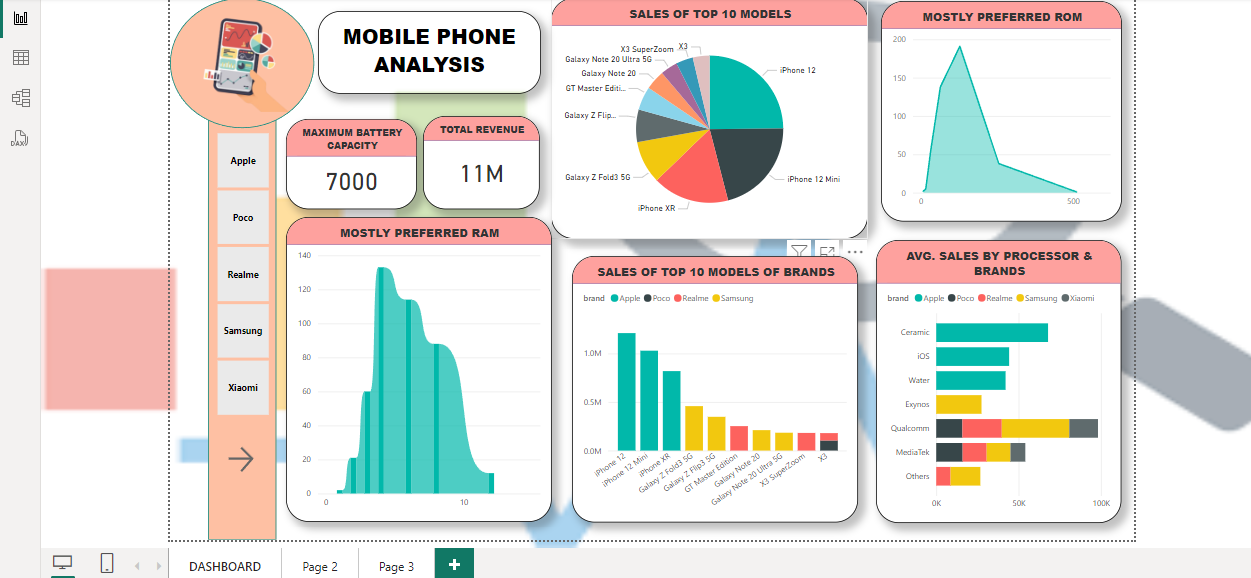 MOBILE PHONE
ANALYSIS
SALES OF TOP 10 MODELS
X3 SuperZoom
X3
Galaxy Note 20 Ultra 5G
Galaxy Note 20
GT Master Editi...
Galaxy Z Flip...
Galaxy Z Fold3 5G
iPhone XR
iPhone 12 Mini
iPhone 12
MOSTLY PREFERRED ROM
200
150
100
50
0
0
500
MAXIMUM BATTERY
CAPACITY
7000
TOTAL REVENUE
11M
Apple
Poco
Realme
Samsung
Xiaomi
MOSTLY PREFERRED RAM
140
120
100
80
60
40
20
0
0
10
SALES OF TOP 10 MODELS OF BRANDS
brand Apple Poco Realme Samsung
1.0M
0.5M
0.0M
iPhone 12
iPhone 12 Mini
iPhone XR
Galaxy Z Fold3 5G
Galaxy Z Flip3 5G
GT Master Edition
Galaxy Note 20
Galaxy Note 20 Ultra 5G
X3 SuperZoom
X3
AVG. SALES BY PROCESSOR &
BRANDS
brand Apple Poco Realme Samsung Xiaomi
Ceramic
iOS
Water
Exynos
Qualcomm
MediaTek
Others
0K
50K
100K
DAX
DASHBOARD
Page 2
Page 3